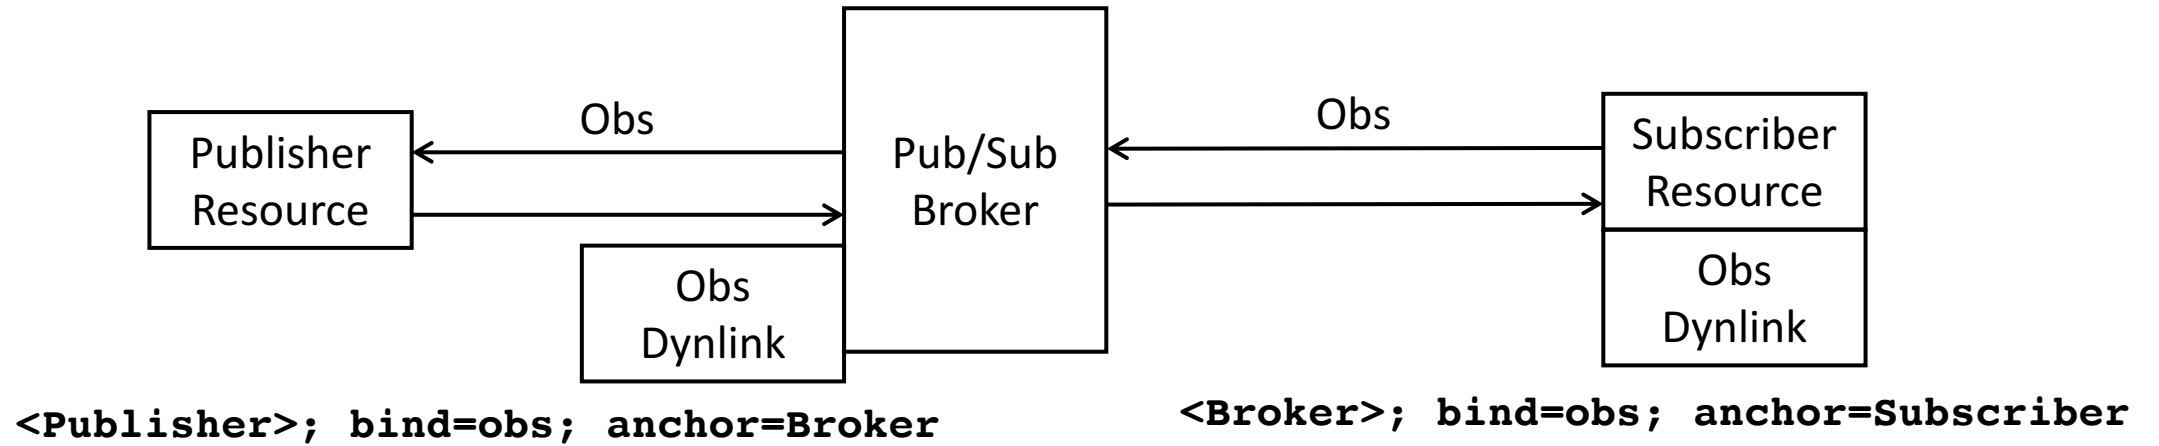 Publisher
Resource
Obs
Pub/Sub
Broker
Obs
Dynlink
Obs
Subscriber
Resource
Obs
Dynlink
<Publisher>; bind=obs; anchor=Broker
<Broker>; bind=obs; anchor=Subscriber